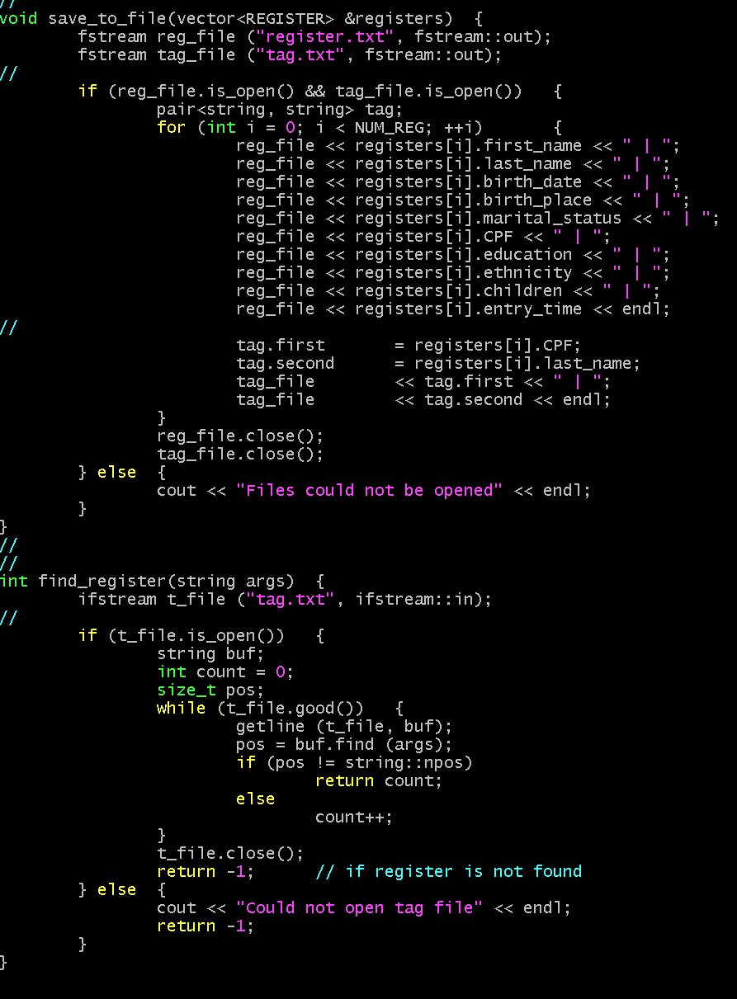 //
void save_to_file(vector<REGISTER> &registers)  {
        fstream reg_file ("register.txt", fstream::out);
        fstream tag_file ("tag.txt", fstream::out);
//
        if (reg_file.is_open() && tag_file.is_open())   {
                pair<string, string> tag;
                for (int i = 0; i < NUM_REG; ++i)       {
                        reg_file << registers[i].first_name << " | ";
                        reg_file << registers[i].last_name << " | ";
                        reg_file << registers[i].birth_date << " | ";
                        reg_file << registers[i].birth_place << " | ";
                        reg_file << registers[i].marital_status << " | ";
                        reg_file << registers[i].CPF << " | ";
                        reg_file << registers[i].education << " | ";
                        reg_file << registers[i].ethnicity << " | ";
                        reg_file << registers[i].children << " | ";
                        reg_file << registers[i].entry_time << endl;
//
                        tag.first       = registers[i].CPF;
                        tag.second      = registers[i].last_name;
                        tag_file        << tag.first << " | ";
                        tag_file        << tag.second << endl;
                }
                reg_file.close();
                tag_file.close();
        } else  {
                cout << "Files could not be opened" << endl;
        }
}
//
//
int find_register(string args)  {
        ifstream t_file ("tag.txt", ifstream::in);
//
        if (t_file.is_open())   {
                string buf;
                int count = 0;
                size_t pos;
                while (t_file.good())   {
                        getline (t_file, buf);
                        pos = buf.find (args);
                        if (pos != string::npos)
                                return count;
                        else
                                count++;
                }
                t_file.close();
                return -1;      // if register is not found
        } else  {
                cout << "Could not open tag file" << endl;
                return -1;
        }
}